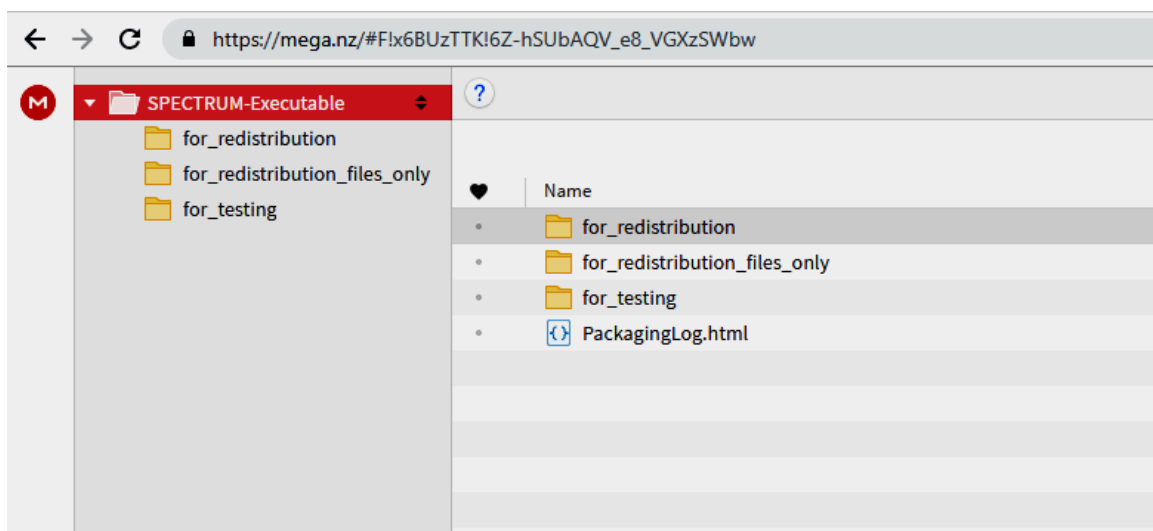 https://mega.nz/#F!x6BUzTTK!6Z-hSUbAQV_e8_VGXzSWbw
M
SPECTRUM-Executable
for_redistribution
for_redistribution_files_only
for_testing
?
Name
for_redistribution
for_redistribution_files_only
for_testing
PackagingLog.html